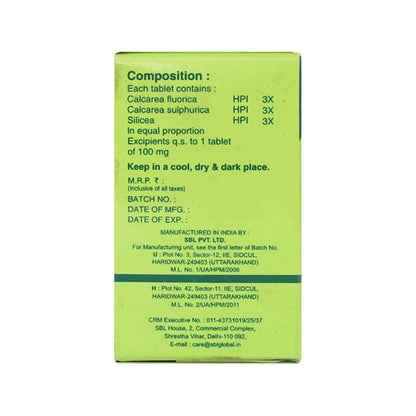 Composition :
Each tablet contains :
Calcarea fluorica HPI 3X
Calcarea sulphurica HPI 3X
Silicea HPI 3X
In equal proportion
Excipients q.s. to 1 tablet
of 100 mg
Keep in a cool, dry & dark place.
M.R.P. ₹ :
(Inclusive of all taxes)
BATCH NO. :
DATE OF MFG. :
DATE OF EXP. :
MANUFACTURED IN INDIA BY :
SBL PVT. LTD.
For Manufacturing unit, see the first letter of Batch No.
U : Plot No. 3, Sector-12, IIE, SIDCUL,
HARIDWAR-249403 (UTTARAKHAND)
M.L. No. 1/UA/HPM/2006
H : Plot No. 42, Sector-11, IIE, SIDCUL,
HARIDWAR-249403 (UTTARAKHAND)
M.L. No. 2/UA/HPM/2011
CRM Executive No. : 011-43731019/25/37
SBL House, 2, Commercial Complex,
Shrestha Vihar, Delhi-110 092,
E-mail : care@sblglobal.in